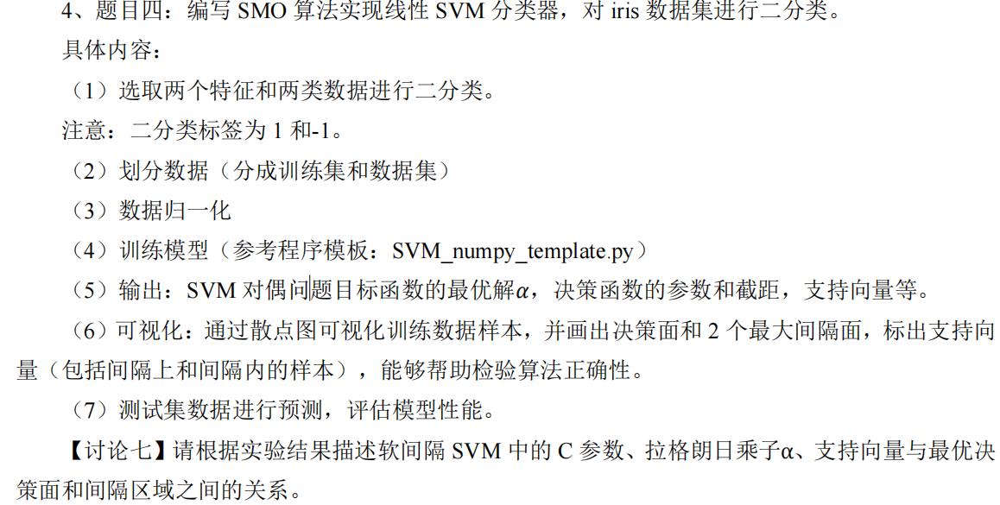 4、题目四：编写 SMO 算法实现线性 SVM 分类器，对 iris 数据集进行二分类。
具体内容：
（1）选取两个特征和两类数据进行二分类。
注意：二分类标签为 1 和-1。
（2）划分数据（分成训练集和数据集）
（3）数据归一化
（4）训练模型（参考程序模板：SVM_numpy_template.py）
（5）输出：SVM 对偶问题目标函数的最优解α，决策函数的参数和截距，支持向量等。
（6）可视化：通过散点图可视化训练数据样本，并画出决策面和 2 个最大间隔面，标出支持向
量（包括间隔上和间隔内的样本），能够帮助检验算法正确性。
（7）测试集数据进行预测，评估模型性能。
【讨论七】请根据实验结果描述软间隔 SVM 中的 C 参数、拉格朗日乘子α、支持向量与最优决
策面和间隔区域之间的关系。